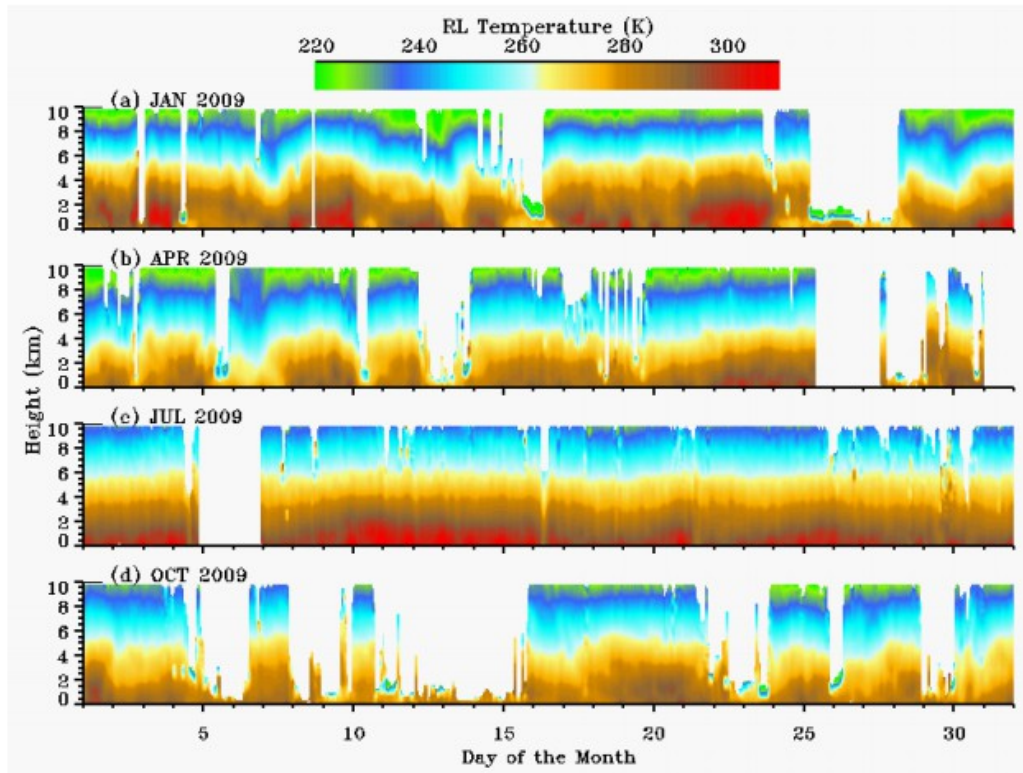 RL Temperature (K)
220 240 260 280 300
(a) JAN 2009
10
8
6
4
2
0
(b) APR 2009
10
8
6
4
2
0
(c) JUL 2009
10
8
6
4
2
0
(d) OCT 2009
10
8
6
4
2
0
Height (km)
5 10 15 20 25 30
Day of the Month